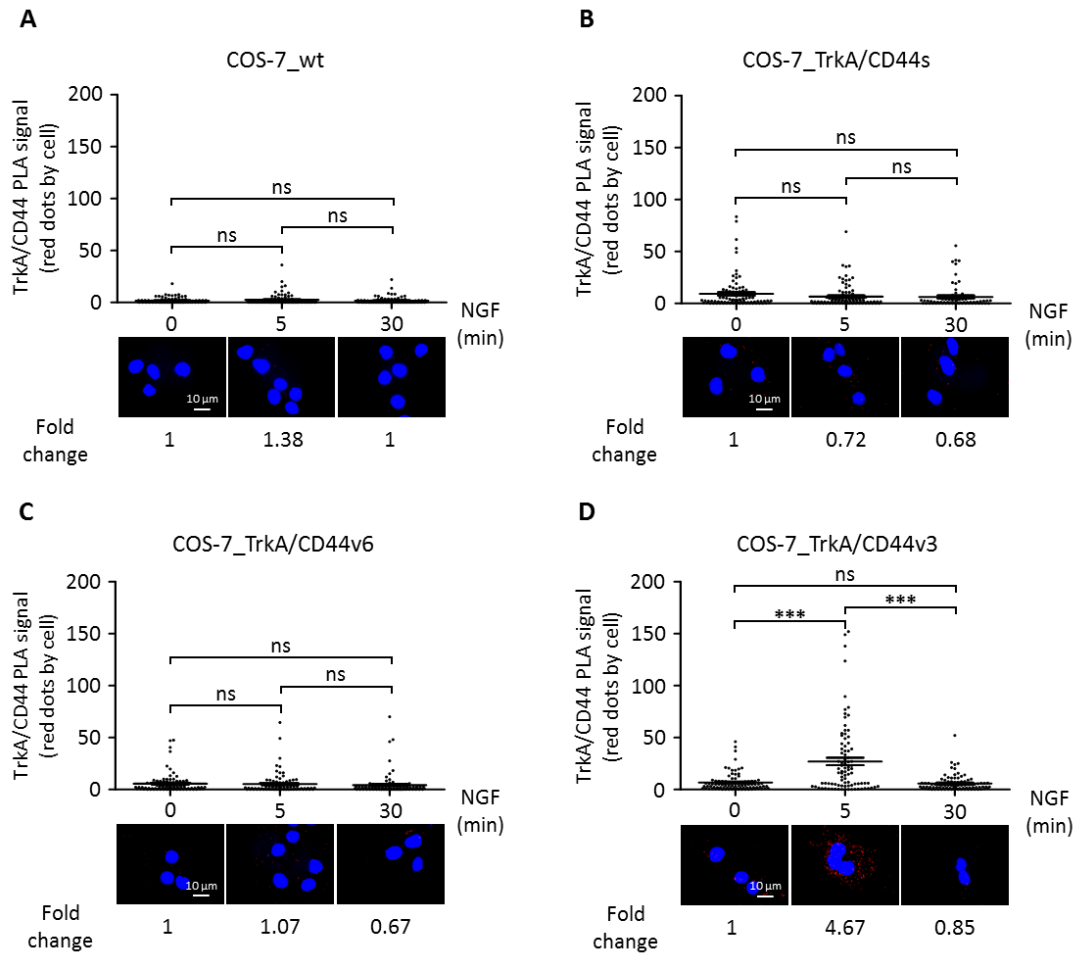 A
COS-7_wt
TrkA/CD44 PLA signal
(red dots by cell)
200
150
100
50
0
ns
ns
ns
0 5 30
NGF
(min)
10 µm
Fold
change
1 1.38 1
B
COS-7_TrkA/CD44s
TrkA/CD44 PLA signal
(red dots by cell)
200
150
100
50
0
ns
ns
ns
0 5 30
NGF
(min)
10 µm
Fold
change
1 0.72 0.68
C
COS-7_TrkA/CD44v6
TrkA/CD44 PLA signal
(red dots by cell)
200
150
100
50
0
ns
ns
ns
0 5 30
NGF
(min)
10 µm
Fold
change
1 1.07 0.67
D
COS-7_TrkA/CD44v3
TrkA/CD44 PLA signal
(red dots by cell)
200
150
100
50
0
ns
*** ***
0 5 30
NGF
(min)
10 µm
Fold
change
1 4.67 0.85